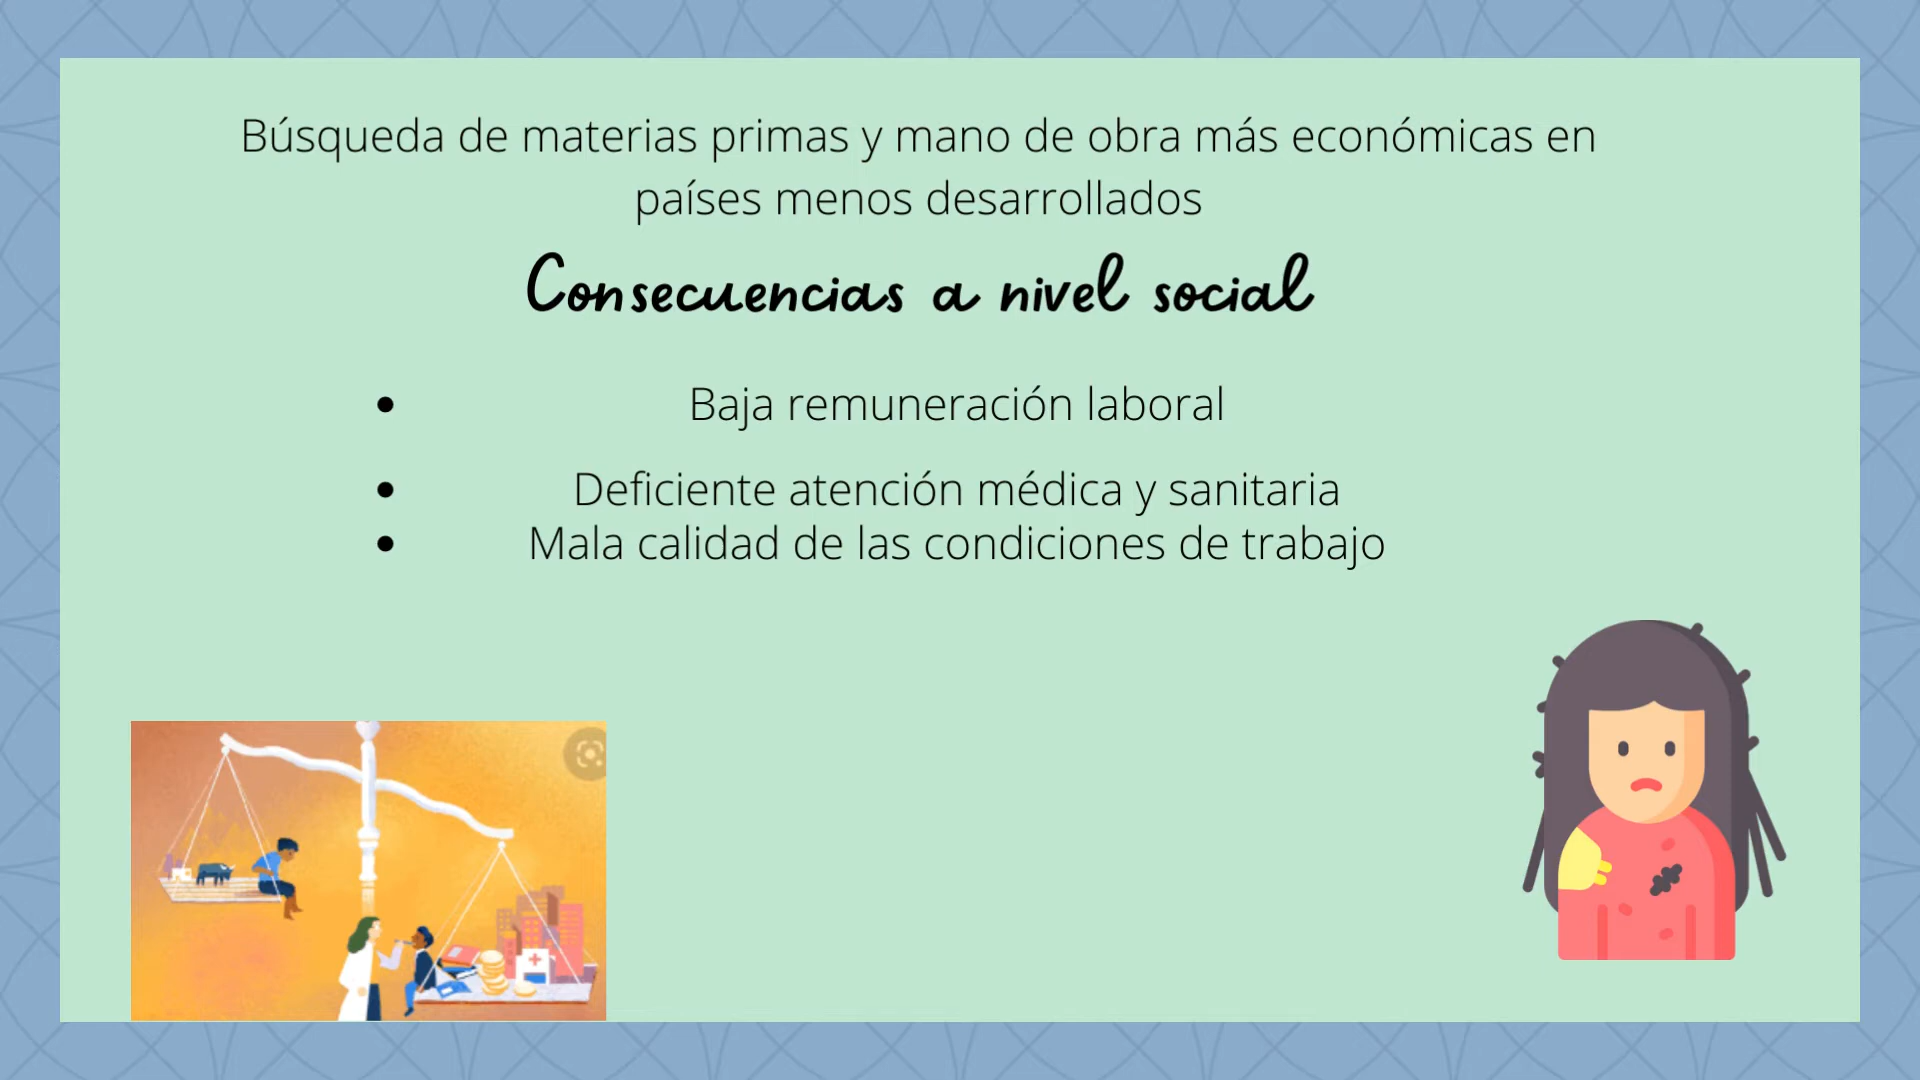 Búsqueda de materias primas y mano de obra más económicas en
países menos desarrollados
Consecuencias a nivel social
• Baja remuneración laboral
• Deficiente atención médica y sanitaria
• Mala calidad de las condiciones de trabajo